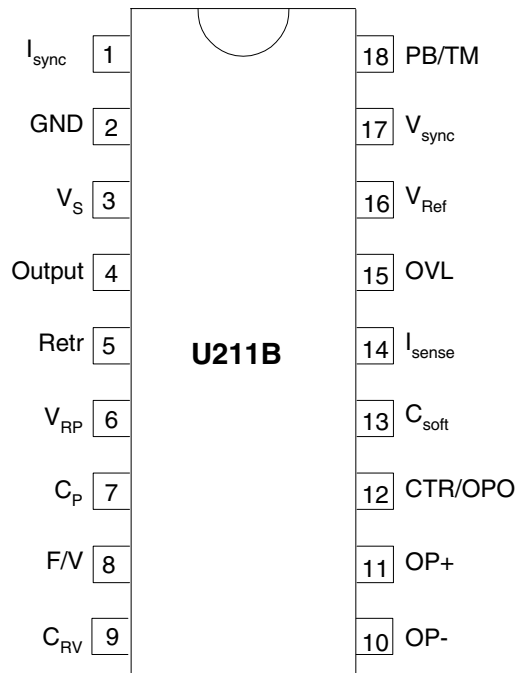 I_sync 1 18 PB/TM
GND 2 17 V_sync
V_S 3 16 V_Ref
Output 4 15 OVL
Retr 5 14 I_sense
U211B
V_RP 6 13 C_soft
C_P 7 12 CTR/OPO
F/V 8 11 OP+
C_RV 9 10 OP-